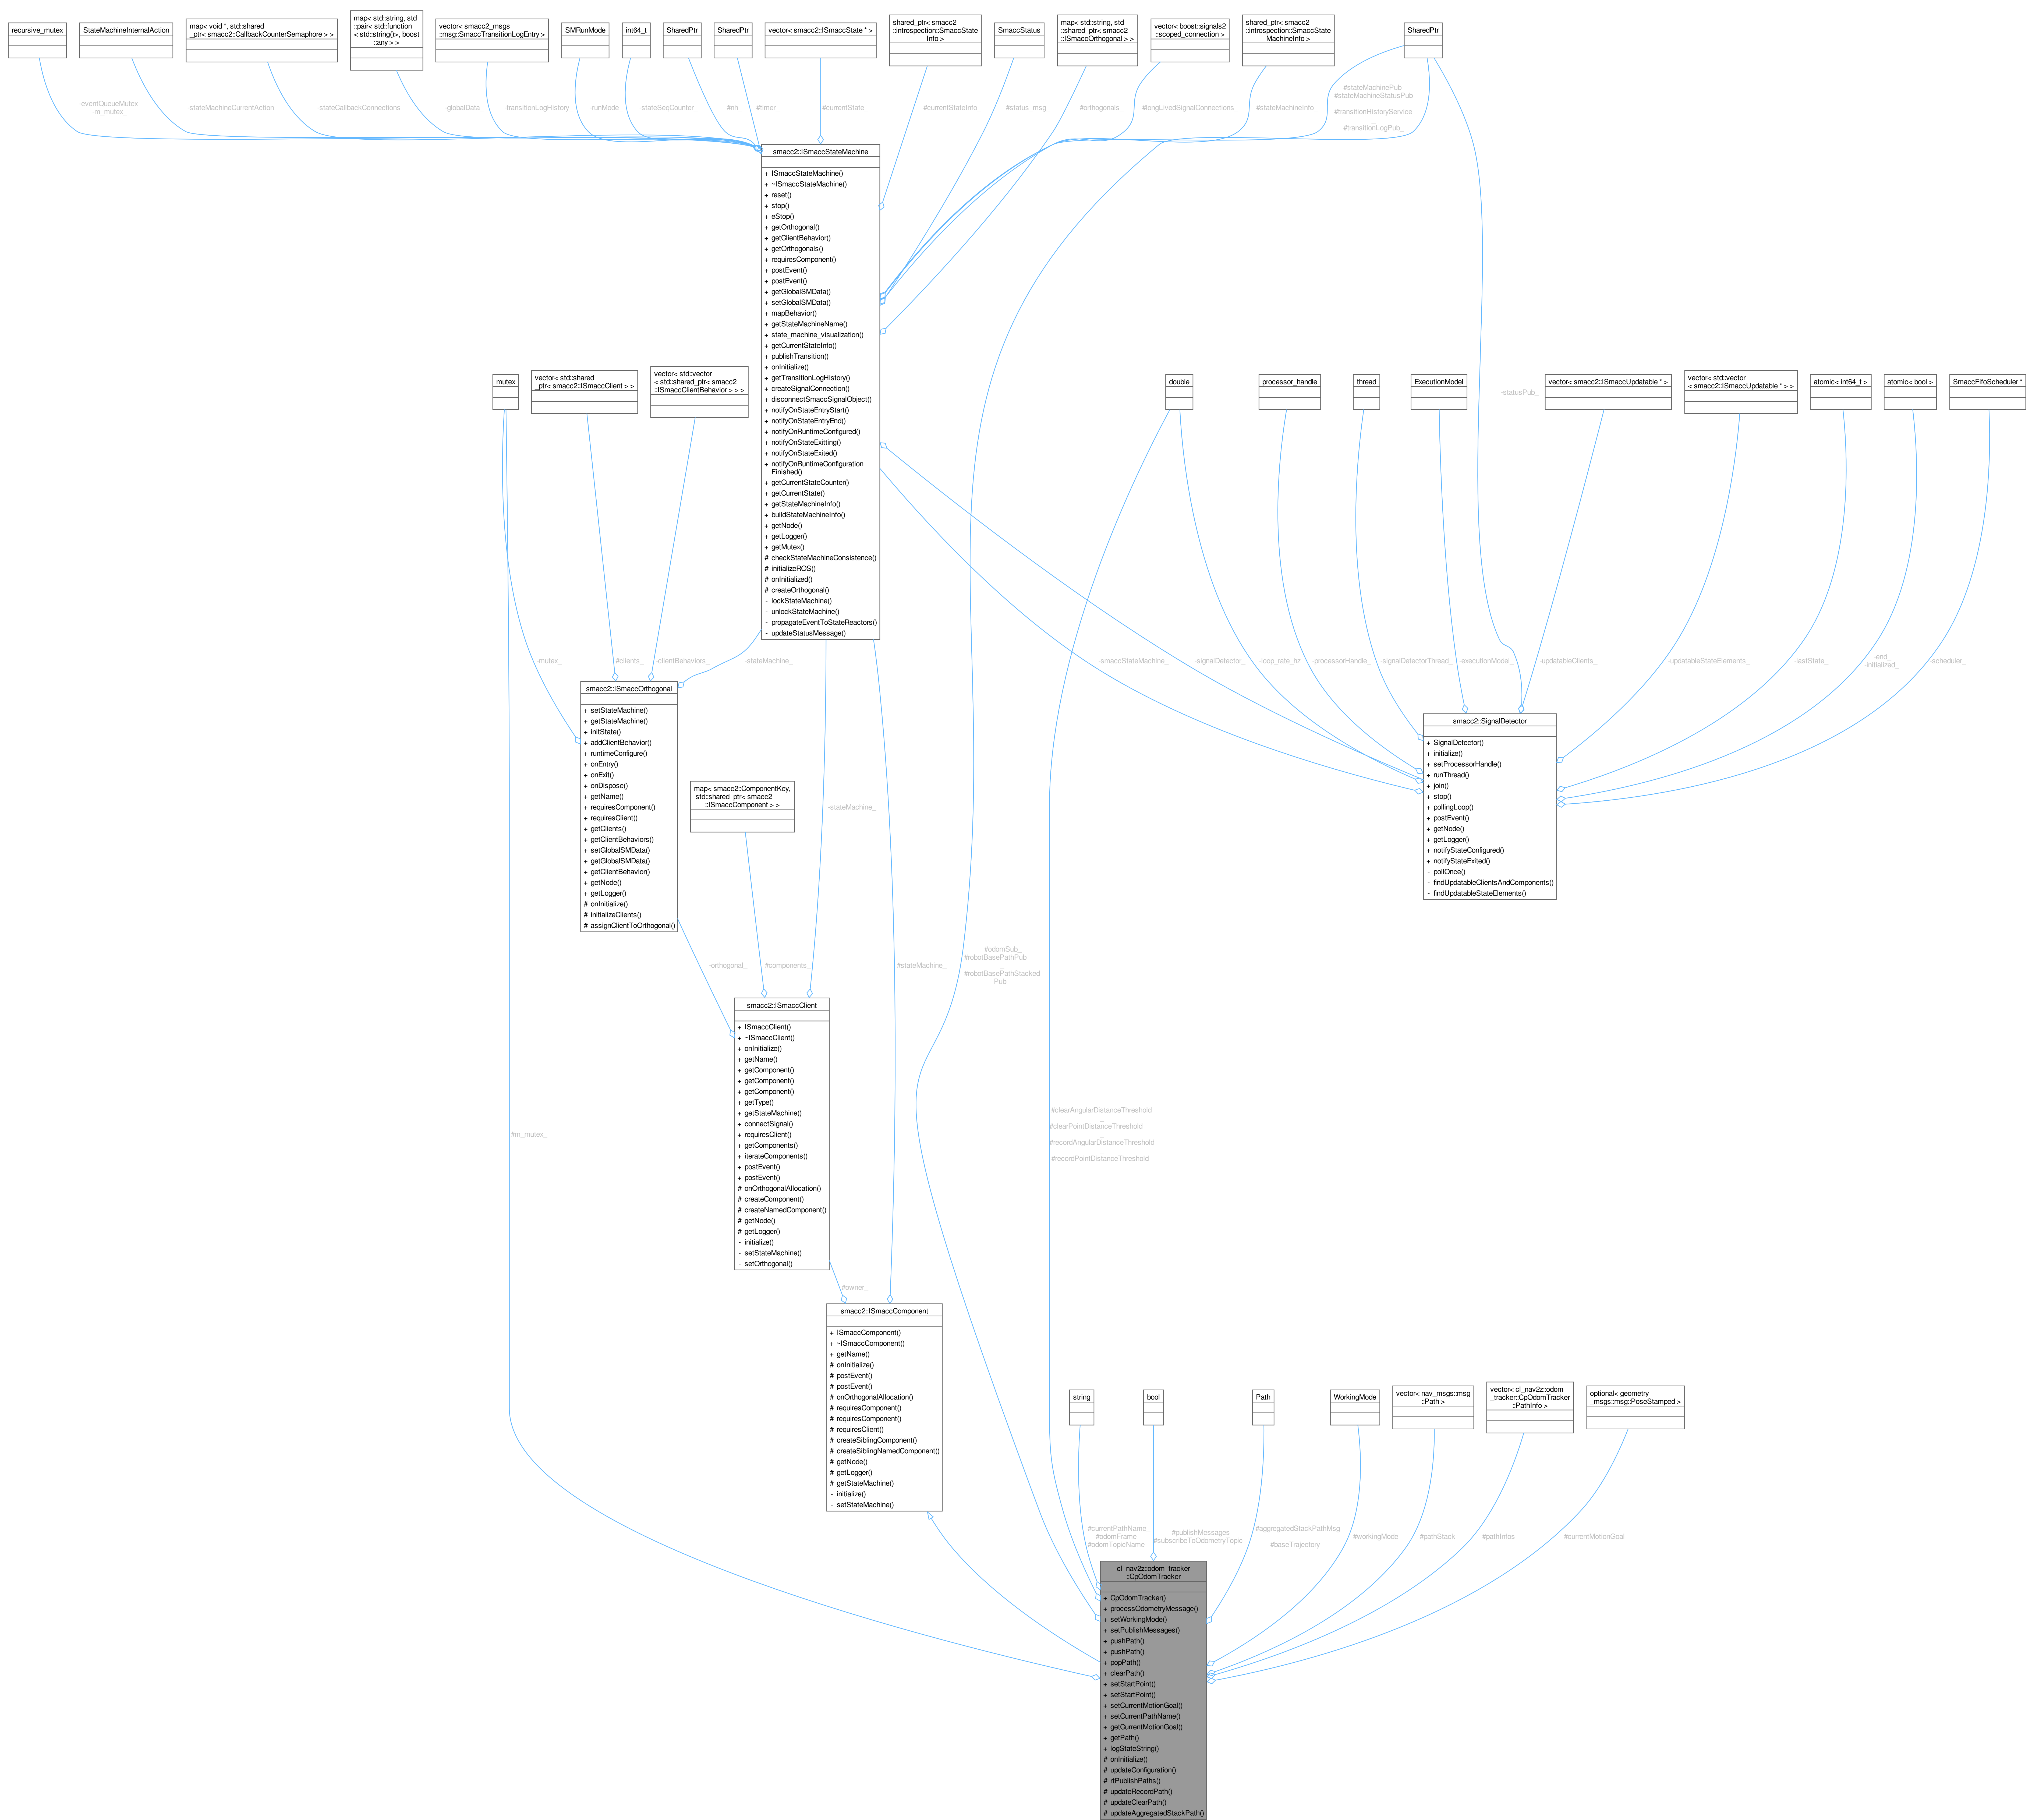 recursive_mutex
StateMachineInternalAction
map< void *, std::shared
_ptr< smacc2::CallbackCounterSemaphore > >
map< std::string, std
::pair< std::function
< std::string()>, boost
::any > >
vector< smacc2_msgs
::msg::SmaccTransitionLogEntry >
SMRunMode
int64_t
SharedPtr
SharedPtr
vector< smacc2::ISmaccState * >
shared_ptr< smacc2
::introspection::SmaccState
Info >
SmaccStatus
map< std::string, std
::shared_ptr< smacc2
::ISmaccOrthogonal > >
vector< boost::signals2
::scoped_connection >
shared_ptr< smacc2
::introspection::SmaccState
MachineInfo >
SharedPtr
-eventQueueMutex_
-m_mutex_
-stateMachineCurrentAction
-stateCallbackConnections
-globalData_
-transitionLogHistory_
-runMode_
-stateSeqCounter_
#nh_
#timer_
#currentState_
#currentStateInfo_
#status_msg_
#orthogonals_
#longLivedSignalConnections_
#stateMachineInfo_
#stateMachinePub_
#stateMachineStatusPub
_
#transitionHistoryService
_
#transitionLogPub_
smacc2::ISmaccStateMachine
+ ISmaccStateMachine()
+ ~ISmaccStateMachine()
+ reset()
+ stop()
+ eStop()
+ getOrthogonal()
+ getClientBehavior()
+ getOrthogonals()
+ requiresComponent()
+ postEvent()
+ postEvent()
+ getGlobalSMData()
+ setGlobalSMData()
+ mapBehavior()
+ getStateMachineName()
+ state_machine_visualization()
+ getCurrentStateInfo()
+ publishTransition()
+ onInitialize()
+ getTransitionLogHistory()
+ createSignalConnection()
+ disconnectSmaccSignalObject()
+ notifyOnStateEntryStart()
+ notifyOnStateEntryEnd()
+ notifyOnRuntimeConfigured()
+ notifyOnStateExitting()
+ notifyOnStateExited()
+ notifyOnRuntimeConfiguration
Finished()
+ getCurrentStateCounter()
+ getCurrentState()
+ getStateMachineInfo()
+ buildStateMachineInfo()
+ getNode()
+ getLogger()
+ getMutex()
# checkStateMachineConsistence()
# initializeROS()
# onInitialized()
# createOrthogonal()
- lockStateMachine()
- unlockStateMachine()
- propagateEventToStateReactors()
- updateStatusMessage()
mutex
vector< std::shared
_ptr< smacc2::ISmaccClient > >
vector< std::vector
< std::shared_ptr< smacc2
::ISmaccClientBehavior > > >
double
processor_handle
thread
ExecutionModel
-statusPub_
vector< smacc2::ISmaccUpdatable * >
vector< std::vector
< smacc2::ISmaccUpdatable * > >
atomic< int64_t >
atomic< bool >
SmaccFifoScheduler *
-mutex_
#clients_
-clientBehaviors_
-stateMachine_
-smaccStateMachine_
-signalDetector_
-loop_rate_hz
-processorHandle_
-signalDetectorThread_
-executionModel_
-updatableClients_
-updatableStateElements_
-lastState_
-end_
-initialized_
-scheduler_
smacc2::ISmaccOrthogonal
+ setStateMachine()
+ getStateMachine()
+ initState()
+ addClientBehavior()
+ runtimeConfigure()
+ onEntry()
+ onExit()
+ onDispose()
+ getName()
+ requiresComponent()
+ requiresClient()
+ getClients()
+ getClientBehaviors()
+ setGlobalSMData()
+ getGlobalSMData()
+ getClientBehavior()
+ getNode()
+ getLogger()
# onInitialize()
# initializeClients()
# assignClientToOrthogonal()
smacc2::SignalDetector
+ SignalDetector()
+ initialize()
+ setProcessorHandle()
+ runThread()
+ join()
+ stop()
+ pollingLoop()
+ postEvent()
+ getNode()
+ getLogger()
+ notifyStateConfigured()
+ notifyStateExited()
- pollOnce()
- findUpdatableClientsAndComponents()
- findUpdatableStateElements()
map< smacc2::ComponentKey,
std::shared_ptr< smacc2
::ISmaccComponent > >
-stateMachine_
-orthogonal_
#components_
#stateMachine_
#odomSub_
#robotBasePathPub
_
#robotBasePathStacked
Pub_
smacc2::ISmaccClient
+ ISmaccClient()
+ ~ISmaccClient()
+ onInitialize()
+ getName()
+ getComponent()
+ getComponent()
+ getComponent()
+ getType()
+ getStateMachine()
+ connectSignal()
+ requiresClient()
+ getComponents()
+ iterateComponents()
+ postEvent()
+ postEvent()
# onOrthogonalAllocation()
# createComponent()
# createNamedComponent()
# getNode()
# getLogger()
- initialize()
- setStateMachine()
- setOrthogonal()
#m_mutex_
#clearAngularDistanceThreshold
_
#clearPointDistanceThreshold
_
#recordAngularDistanceThreshold
_
#recordPointDistanceThreshold_
#owner_
smacc2::ISmaccComponent
+ ISmaccComponent()
+ ~ISmaccComponent()
+ getName()
# onInitialize()
# postEvent()
# postEvent()
# onOrthogonalAllocation()
# requiresComponent()
# requiresComponent()
# requiresClient()
# createSiblingComponent()
# createSiblingNamedComponent()
# getNode()
# getLogger()
# getStateMachine()
- initialize()
- setStateMachine()
string
bool
Path
WorkingMode
vector< nav_msgs::msg
::Path >
vector< cl_nav2z::odom
_tracker::CpOdomTracker
::PathInfo >
optional< geometry
_msgs::msg::PoseStamped >
#currentPathName_
#odomFrame_
#odomTopicName_
#publishMessages
#subscribeToOdometryTopic_
#aggregatedStackPathMsg
_
#baseTrajectory_
#workingMode_
#pathStack_
#pathInfos_
#currentMotionGoal_
cl_nav2z::odom_tracker
::CpOdomTracker
+ CpOdomTracker()
+ processOdometryMessage()
+ setWorkingMode()
+ setPublishMessages()
+ pushPath()
+ pushPath()
+ popPath()
+ clearPath()
+ setStartPoint()
+ setStartPoint()
+ setCurrentMotionGoal()
+ setCurrentPathName()
+ getCurrentMotionGoal()
+ getPath()
+ logStateString()
# onInitialize()
# updateConfiguration()
# rtPublishPaths()
# updateRecordPath()
# updateClearPath()
# updateAggregatedStackPath()